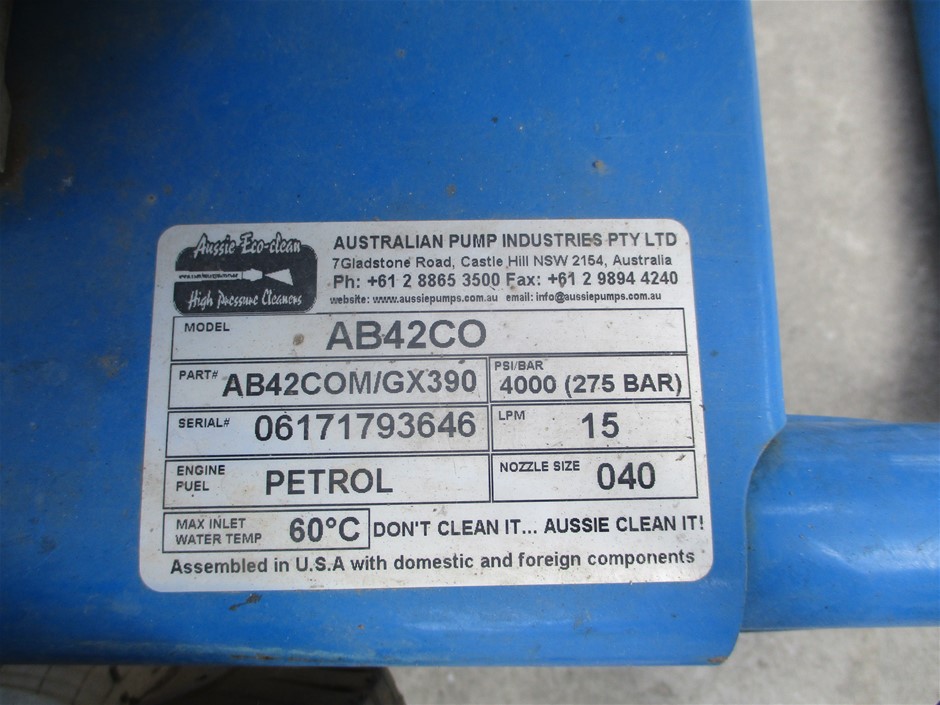 Aussie Eco-clean
High Pressure Cleaners
AUSTRALIAN PUMP INDUSTRIES PTY LTD
7Gladstone Road, Castle Hill NSW 2154, Australia
Ph: +61 2 8865 3500 Fax: +61 2 9894 4240
website: www.aussiepumps.com.au email: info@aussiepumps.com.au
MODEL AB42CO
PART# AB42COM/GX390
PSI/BAR 4000 (275 BAR)
SERIAL# 06171793646
LPM 15
ENGINE FUEL PETROL
NOZZLE SIZE 040
MAX INLET WATER TEMP 60°C
DON'T CLEAN IT... AUSSIE CLEAN IT!
Assembled in U.S.A with domestic and foreign components